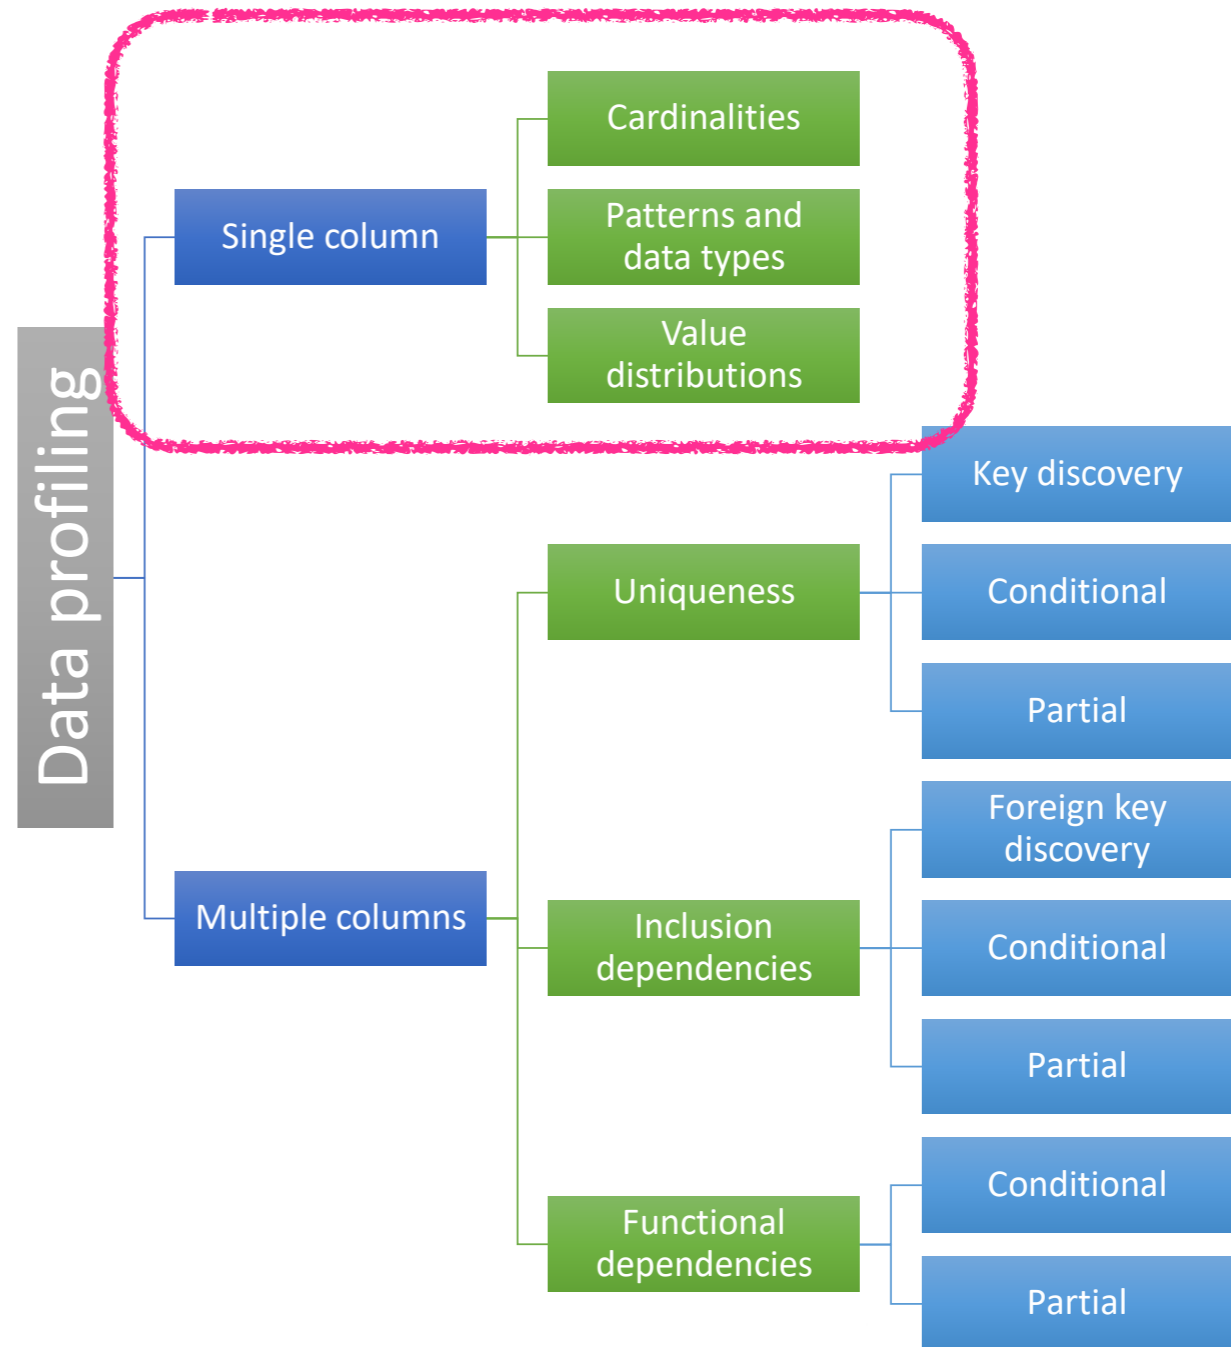 Data profiling
Single column
Cardinalities
Patterns and
data types
Value
distributions
Multiple columns
Uniqueness
Key discovery
Conditional
Partial
Inclusion
dependencies
Foreign key
discovery
Conditional
Partial
Functional
dependencies
Conditional
Partial